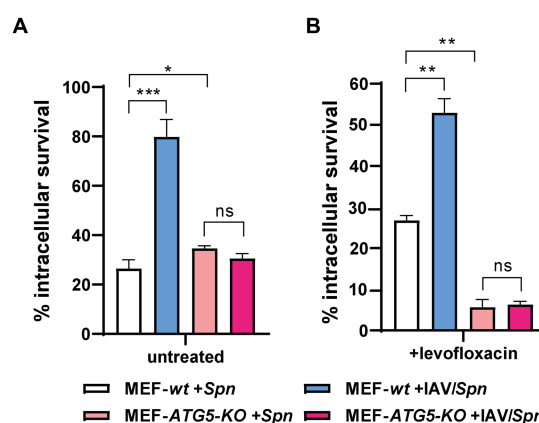 A
B
% intracellular survival
100
80
60
40
20
0
***
*
ns
untreated
% intracellular survival
60
50
40
30
20
10
0
**
**
ns
+levofloxacin
MEF-wt +Spn
MEF-wt +IAV/Spn
MEF-ATG5-KO +Spn
MEF-ATG5-KO +IAV/Spn